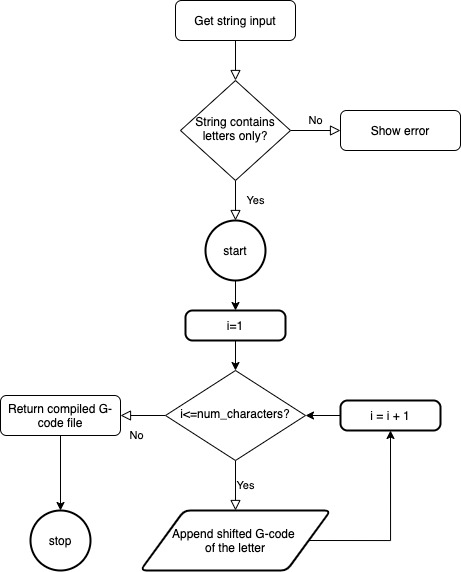 Get string input
String contains
letters only?
No
Show error
Yes
start
i=1
i<=num_characters?
i = i + 1
Return compiled G-
code file
No
Yes
Append shifted G-code
of the letter
stop